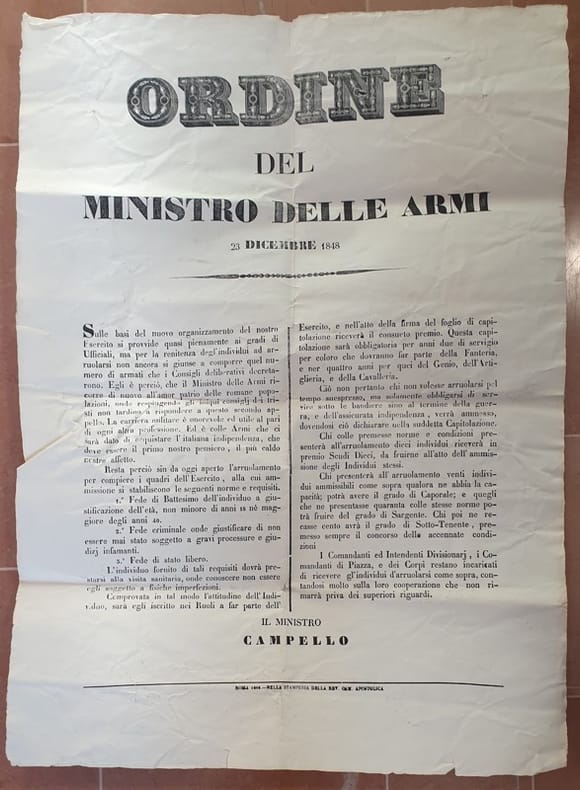 ORDINE
DEL
MINISTRO DELLE ARMI
23 DICEMBRE 1848
Sulle basi del nuovo organizzamento del nostro
Esercito si provide quasi pienamente ai gradi di
Ufficiali, ma per la renitenza degl'individui ad ar-
ruolarsi non ancora si giunse a comporre quel nu-
mero di armati che i Consigli deliberativi decreta-
rono. Egli è perciò, che il Ministro delle Armi ri-
corre di nuovo all'amor patrio delle romane popo-
lazioni, onde respingendo gli iniqui consigli de' tri-
sti non tardino a rispondere a questo secondo ap-
pello. La carriera militare è onorevole ed utile al pari
di ogni altra professione. Ed è colle Armi che ci
sarà dato di acquistare l'italiana indipendenza, che
deve essere il primo nostro pensiero, il più caldo
nostro affetto.
Resta perciò sin da oggi aperto l'arruolamento
per compiere i quadri dell'Esercito, alla cui am-
missione si stabiliscono le seguenti norme e requisiti.
1.° Fede di Battesimo dell'individuo a giu-
stificazione dell'età, non minore di anni 18 nè mag-
giore degli anni 40.
2.° Fede criminale onde giustificare di non
essere mai stato soggetto a gravi processure e giu-
dizj infamanti.
3.° Fede di stato libero.
L'individuo fornito di tali requisiti dovrà pre-
starsi alla visita sanitaria, onde conoscere non essere
egli soggetto a fisiche imperfezioni.
Comprovata in tal modo l'attitudine dell'Indi-
viduo, sarà egli iscritto nei Ruoli a far parte dell'
Esercito, e nell'atto della firma del foglio di capi-
tolazione riceverà il consueto premio. Questa capi-
tolazione sarà obbligatoria per anni due di servigio
per coloro che dovranno far parte della Fanteria,
e per quattro anni per quei del Genio, dell'Arti-
glieria, e della Cavalleria.
Ciò non pertanto chi non volesse arruolarsi pel
tempo suespresso, ma solamente obbligarsi di ser-
vire sotto le bandiere sino al termine della guer-
ra, e dell'assicurata indipendenza, verrà ammesso,
dovendosi ciò dichiarare nella suddetta Capitolazione.
Chi colle premesse norme e condizioni pre-
senterà all'arruolamento dieci individui riceverà in
premio Scudi Dieci, da fruirne all'atto dell'ammis-
sione degli Individui stessi.
Chi presenterà all'arruolamento venti indivi-
dui ammissibili come sopra qualora ne abbia la ca-
pacità; potrà avere il grado di Caporale; e quegli
che ne presentasse quaranta colle stesse norme po-
trà fruire del grado di Sargente. Chi poi ne re-
casse cento avrà il grado di Sotto-Tenente, pre-
messo sempre il concorso delle accennate condi-
zioni
I Comandanti ed Intendenti Divisionarj, i Co-
mandanti di Piazza, e dei Corpi restano incaricati
di ricevere gl'individui d'arruolarsi come sopra, con-
tandosi molto sulla loro cooperazione che non ri-
marrà priva dei superiori riguardi.
IL MINISTRO
CAMPELLO
ROMA 1848.—NELLA STAMPERIA DELLA REV. CAM. APOSTOLICA